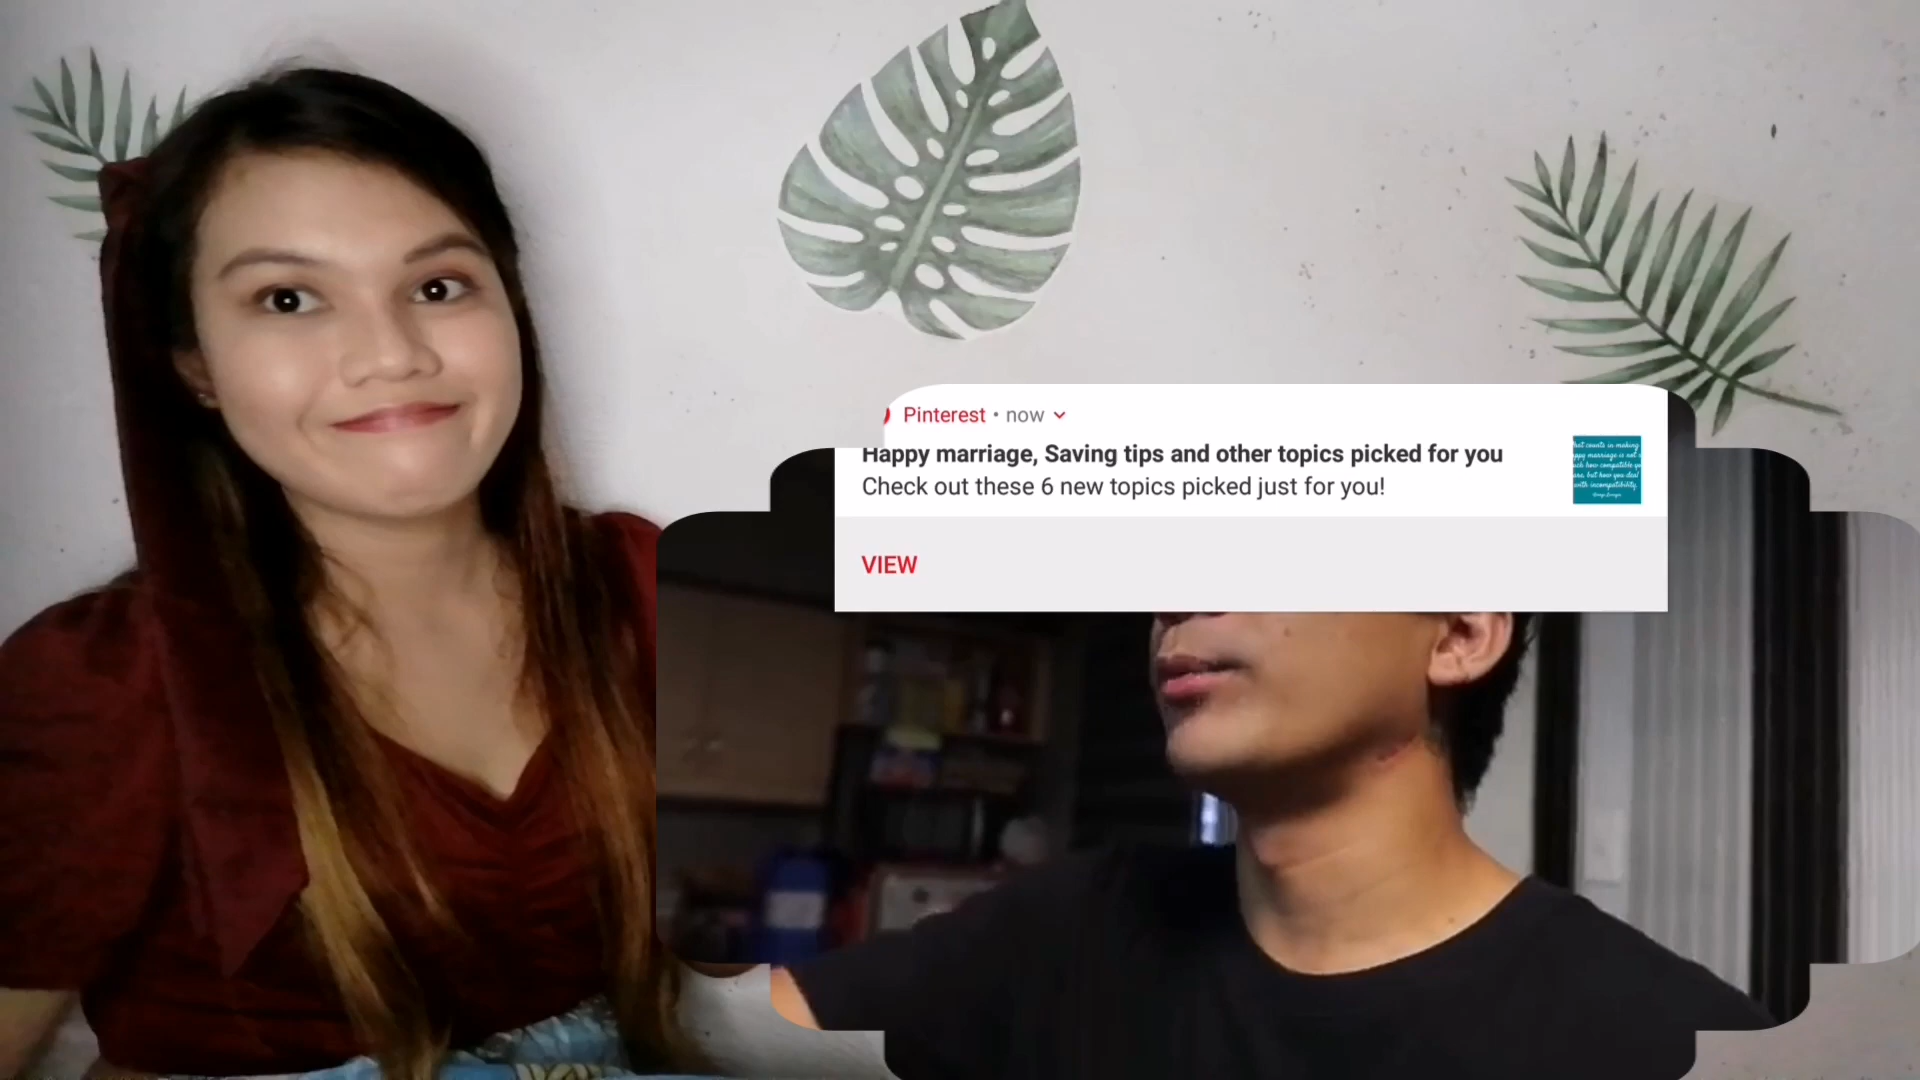 Pinterest • now
Happy marriage, Saving tips and other topics picked for you
Check out these 6 new topics picked just for you!
VIEW